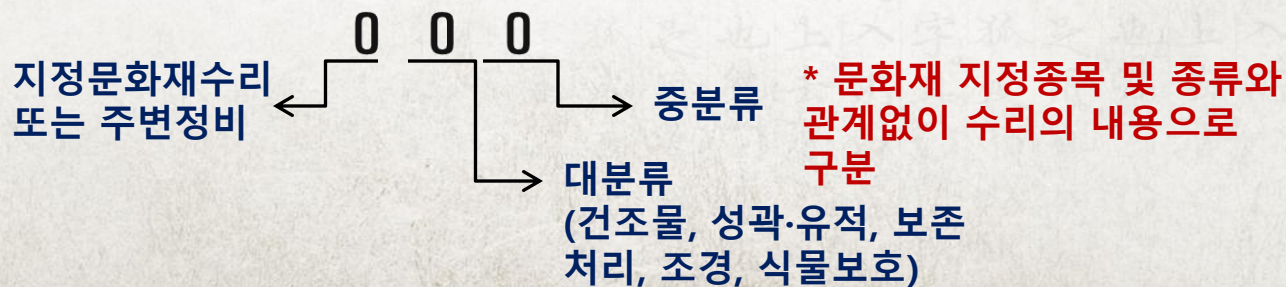 0 0 0
지정문화재수리
또는 주변정비
중분류
* 문화재 지정종목 및 종류와
관계없이 수리의 내용으로
구분
대분류
(건조물, 성곽·유적, 보존
처리, 조경, 식물보호)